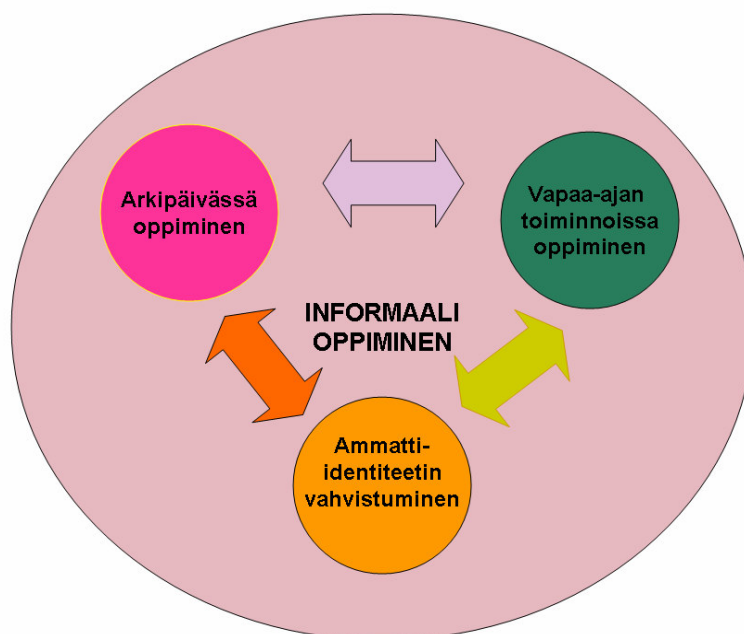 Arkipäivässä
oppiminen
Vapaa-ajan
toiminnoissa
oppiminen
INFORMAALI
OPPIMINEN
Ammatti-
identiteetin
vahvistuminen